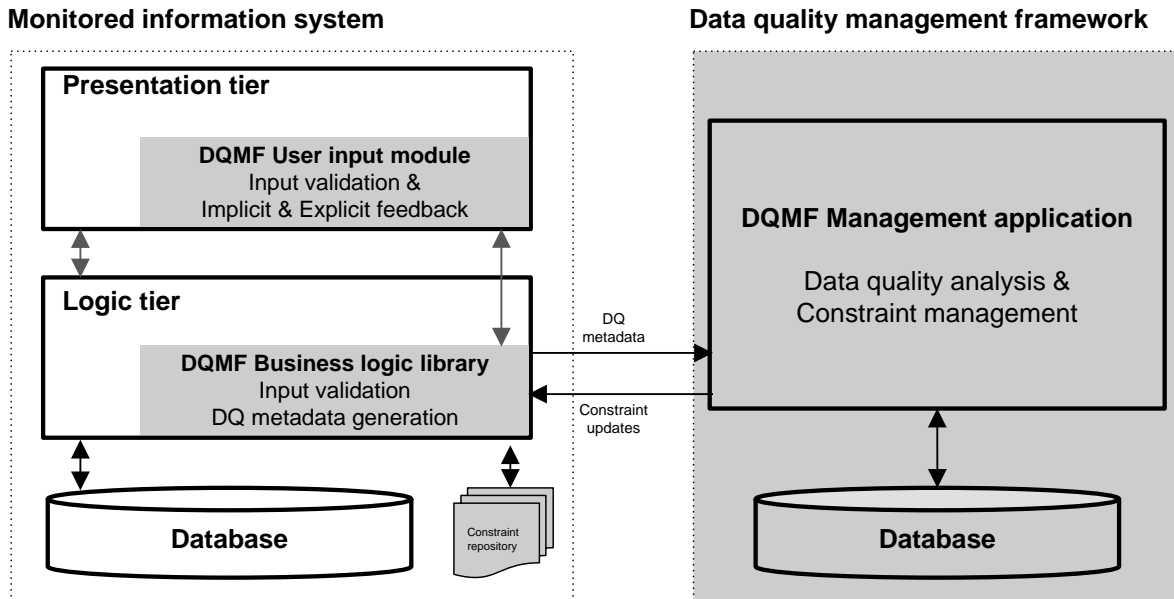 Monitored information system
Data quality management framework
Presentation tier
DQMF User input module
Input validation &
Implicit & Explicit feedback
Logic tier
DQMF Business logic library
Input validation
DQ metadata generation
DQ
metadata
Constraint
updates
DQMF Management application
Data quality analysis &
Constraint management
Database
Constraint
repository
Database